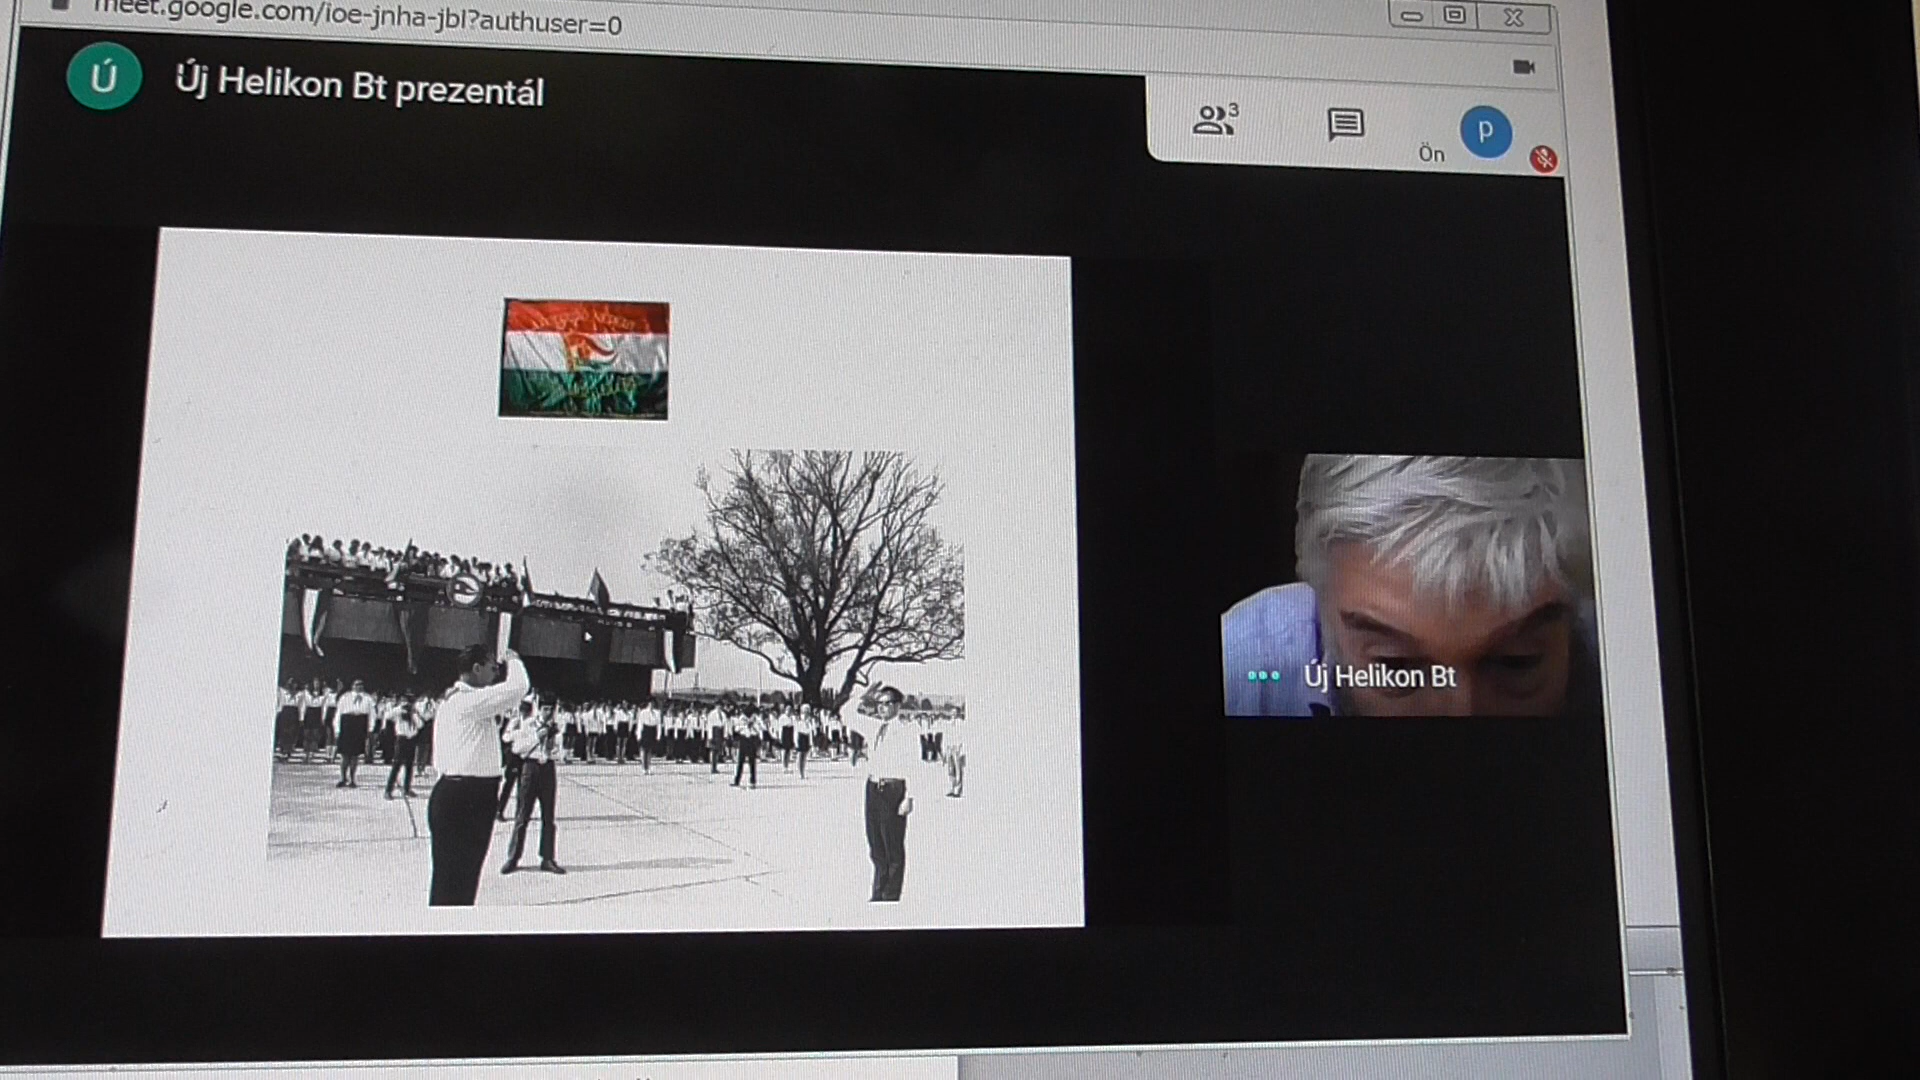 meet.google.com/ioe-jnha-jbl?authuser=0
Ú
Új Helikon Bt prezentál
3
Ön
p
Új Helikon Bt